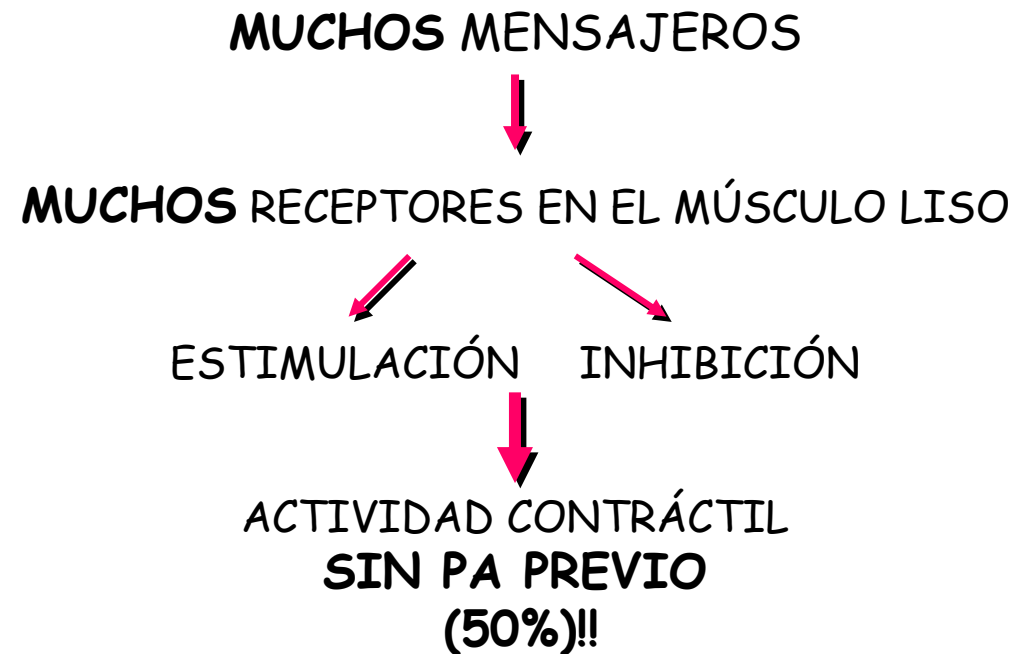 MUCHOS MENSAJEROS
MUCHOS RECEPTORES EN EL MÚSCULO LISO
ESTIMULACIÓN INHIBICIÓN
ACTIVIDAD CONTRÁCTIL
SIN PA PREVIO
(50%)!!